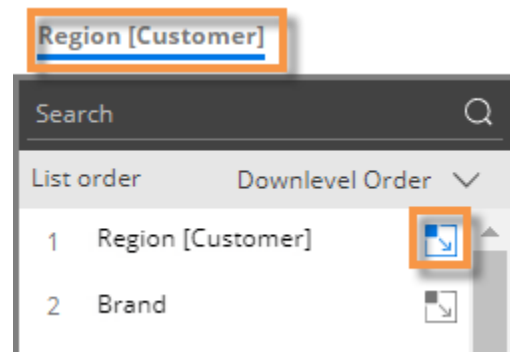 Region [Customer]
Search
List order Downlevel Order
1 Region [Customer]
2 Brand